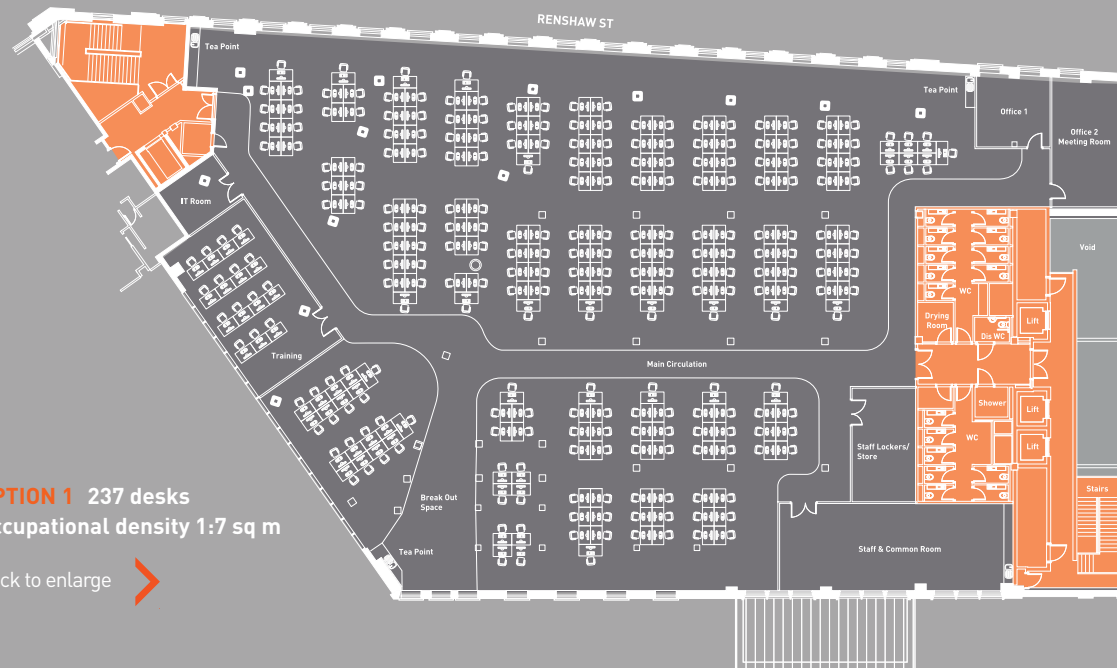 RENSHAW ST
Tea Point
Tea Point
Office 1
Office 2
Meeting Room
IT Room
Void
WC
Drying
Room
Lift
Dis WC
Training
Main Circulation
Shower
Lift
Staff Lockers/
Store
WC
Lift
Stairs
PTION 1 237 desks
cupational density 1:7 sq m
Break Out
Space
Tea Point
Staff & Common Room
ck to enlarge